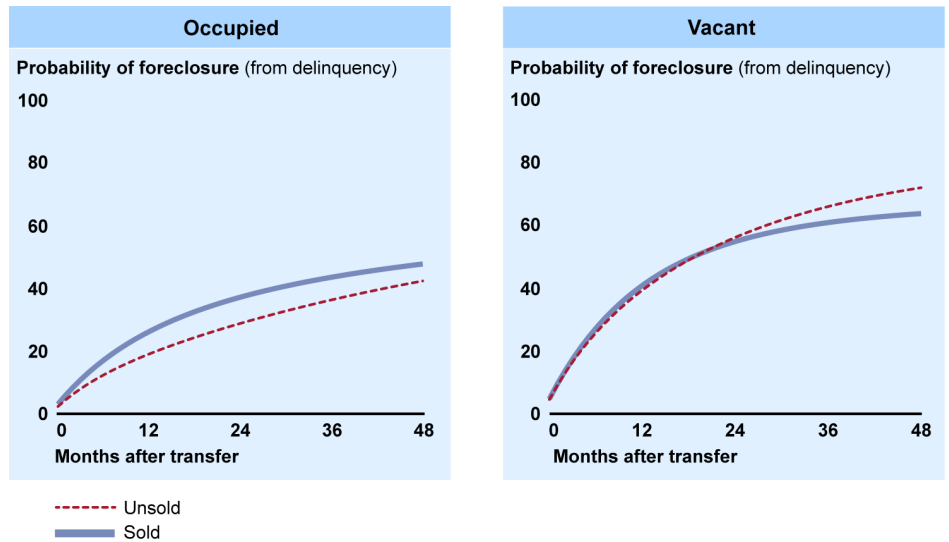 Occupied
Probability of foreclosure (from delinquency)
100
80
60
40
20
0
0 12 24 36 48
Months after transfer
Vacant
Probability of foreclosure (from delinquency)
100
80
60
40
20
0
0 12 24 36 48
Months after transfer
Unsold
Sold